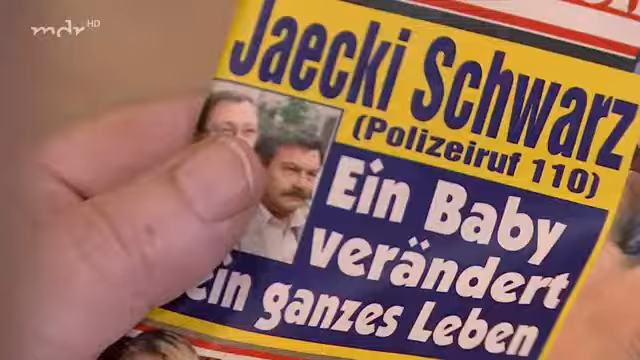 mdr HD
Jaecki Schwarz
(Polizeiruf 110)
Ein Baby
verändert
ein ganzes Leben